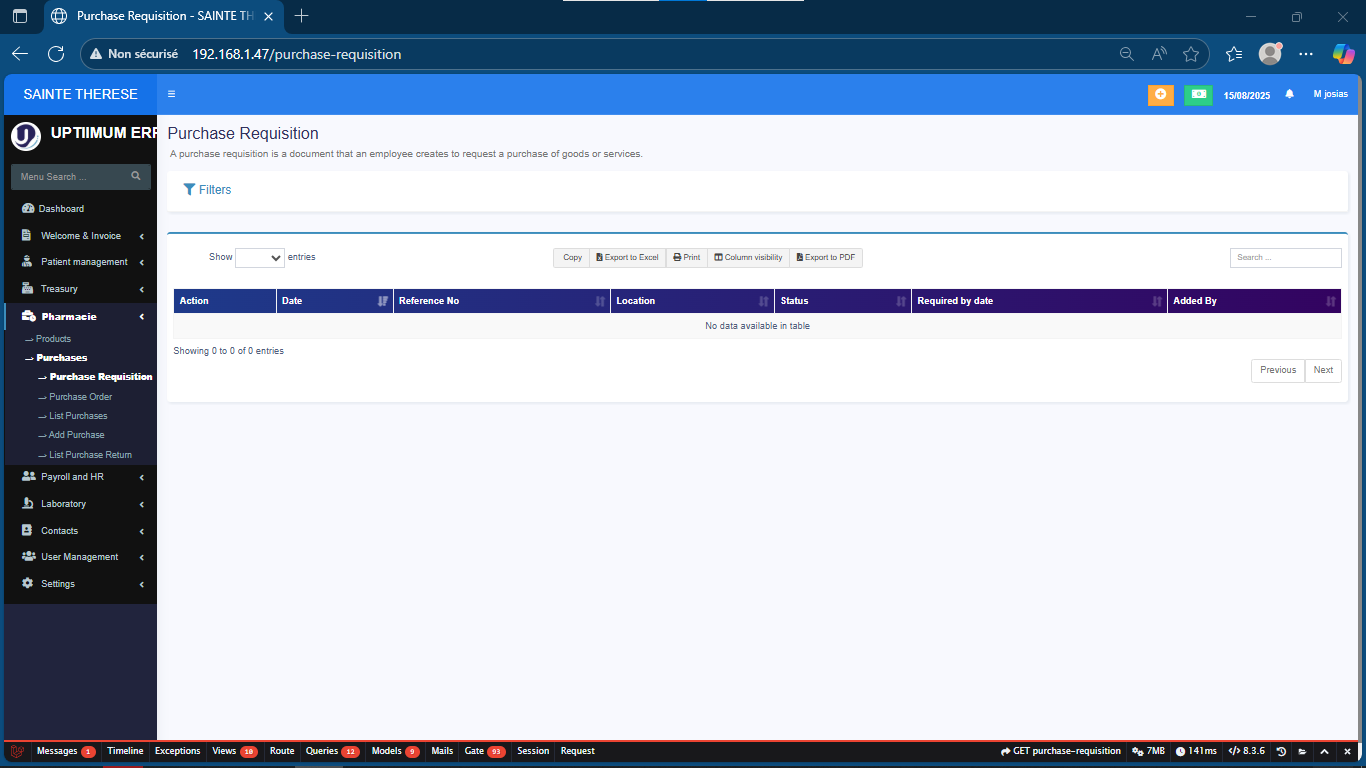 Purchase Requisition - SAINTE TH
Non sécurisé 192.168.1.47/purchase-requisition
SAINTE THERESE
15/08/2025
M josias
UPTIIMUM ERP
Menu Search ...
Dashboard
Welcome & Invoice
Patient management
Treasury
Pharmacie
Products
Purchases
Purchase Requisition
Purchase Order
List Purchases
Add Purchase
List Purchase Return
Payroll and HR
Laboratory
Contacts
User Management
Settings
Purchase Requisition
A purchase requisition is a document that an employee creates to request a purchase of goods or services.
Filters
Show entries
Copy Export to Excel Print Column visibility Export to PDF
Search ...
Action Date Reference No Location Status Required by date Added By
No data available in table
Showing 0 to 0 of 0 entries
Previous Next
Messages 1 Timeline Exceptions Views 10 Route Queries 12 Models 9 Mails Gate 93 Session Request GET purchase-requisition 7MB 141ms 8.3.6